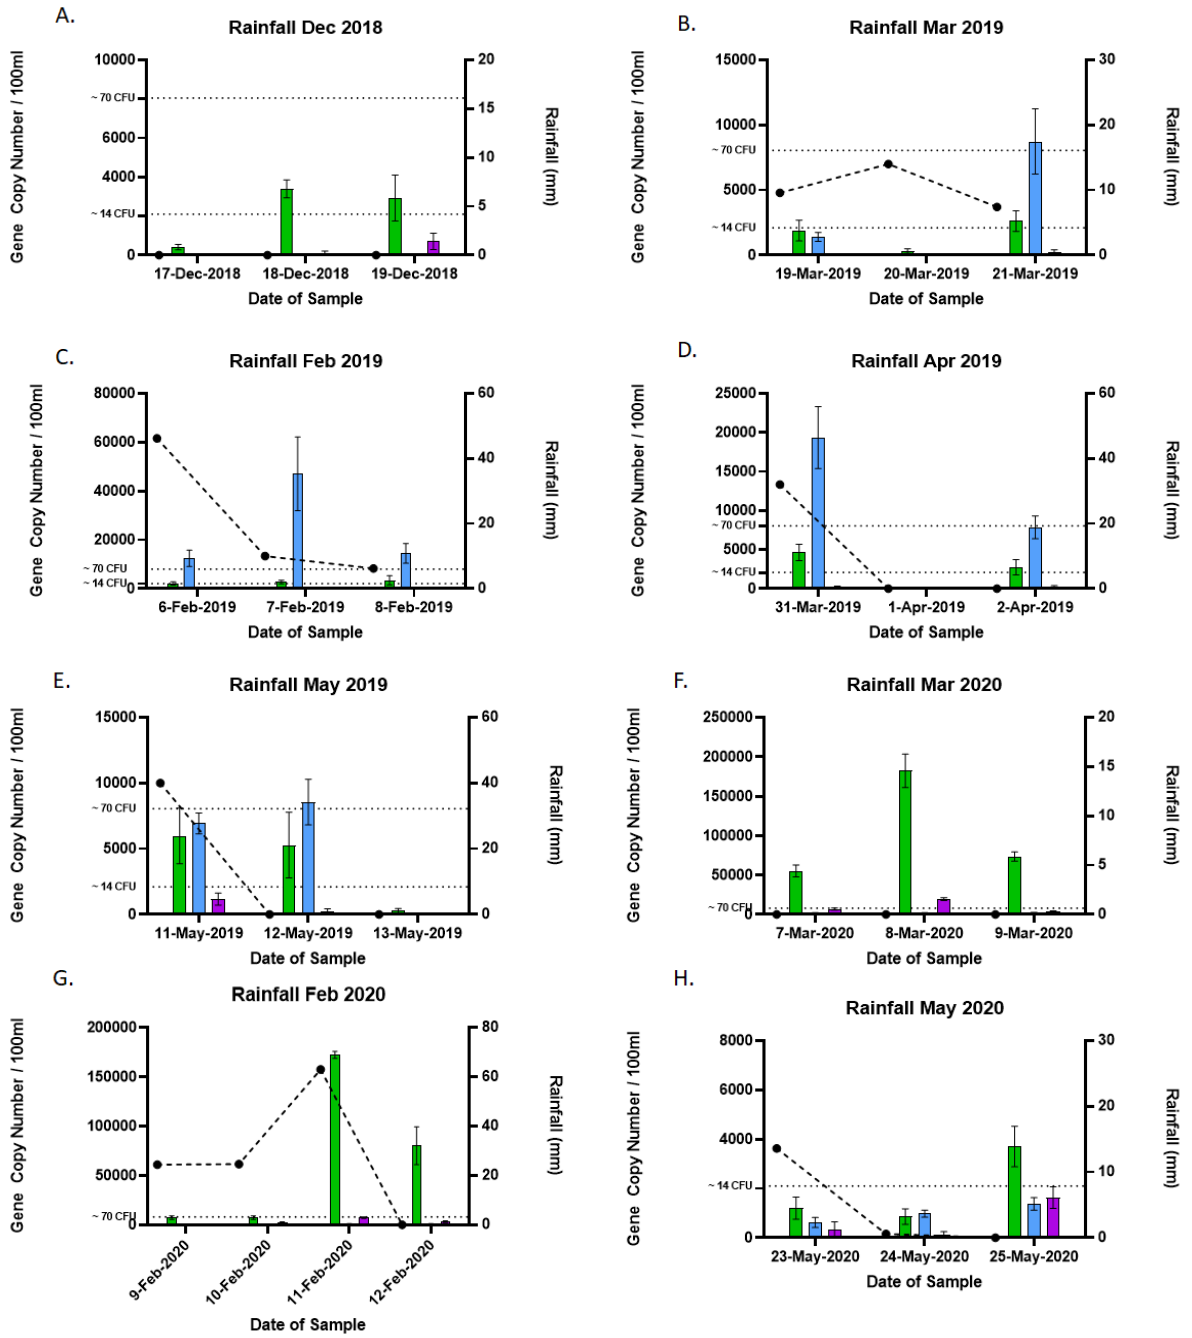 A.
Rainfall Dec 2018
Gene Copy Number / 100ml
10000
8000
6000
4000
2000
0
~ 70 CFU
~ 14 CFU
20
15
10
5
0
Rainfall (mm)
17-Dec-2018 18-Dec-2018 19-Dec-2018
Date of Sample
B.
Rainfall Mar 2019
Gene Copy Number / 100ml
15000
10000
~ 70 CFU
5000
~ 14 CFU
0
30
20
10
0
Rainfall (mm)
19-Mar-2019 20-Mar-2019 21-Mar-2019
Date of Sample
C.
Rainfall Feb 2019
Gene Copy Number / 100ml
80000
60000
40000
20000
~ 70 CFU
~ 14 CFU
0
60
40
20
0
Rainfall (mm)
6-Feb-2019 7-Feb-2019 8-Feb-2019
Date of Sample
D.
Rainfall Apr 2019
Gene Copy Number / 100ml
25000
20000
15000
10000
~ 70 CFU
5000
~ 14 CFU
0
60
40
20
0
Rainfall (mm)
31-Mar-2019 1-Apr-2019 2-Apr-2019
Date of Sample
E.
Rainfall May 2019
Gene Copy Number / 100ml
15000
10000
~ 70 CFU
5000
~ 14 CFU
0
60
40
20
0
Rainfall (mm)
11-May-2019 12-May-2019 13-May-2019
Date of Sample
F.
Rainfall Mar 2020
Gene Copy Number / 100ml
250000
200000
150000
100000
50000
~ 70 CFU
0
20
15
10
5
0
Rainfall (mm)
7-Mar-2020 8-Mar-2020 9-Mar-2020
Date of Sample
G.
Rainfall Feb 2020
Gene Copy Number / 100ml
200000
150000
100000
50000
~ 70 CFU
0
80
60
40
20
0
Rainfall (mm)
9-Feb-2020 10-Feb-2020 11-Feb-2020 12-Feb-2020
Date of Sample
H.
Rainfall May 2020
Gene Copy Number / 100ml
8000
6000
4000
~ 14 CFU
0
30
20
10
0
Rainfall (mm)
23-May-2020 24-May-2020 25-May-2020
Date of Sample